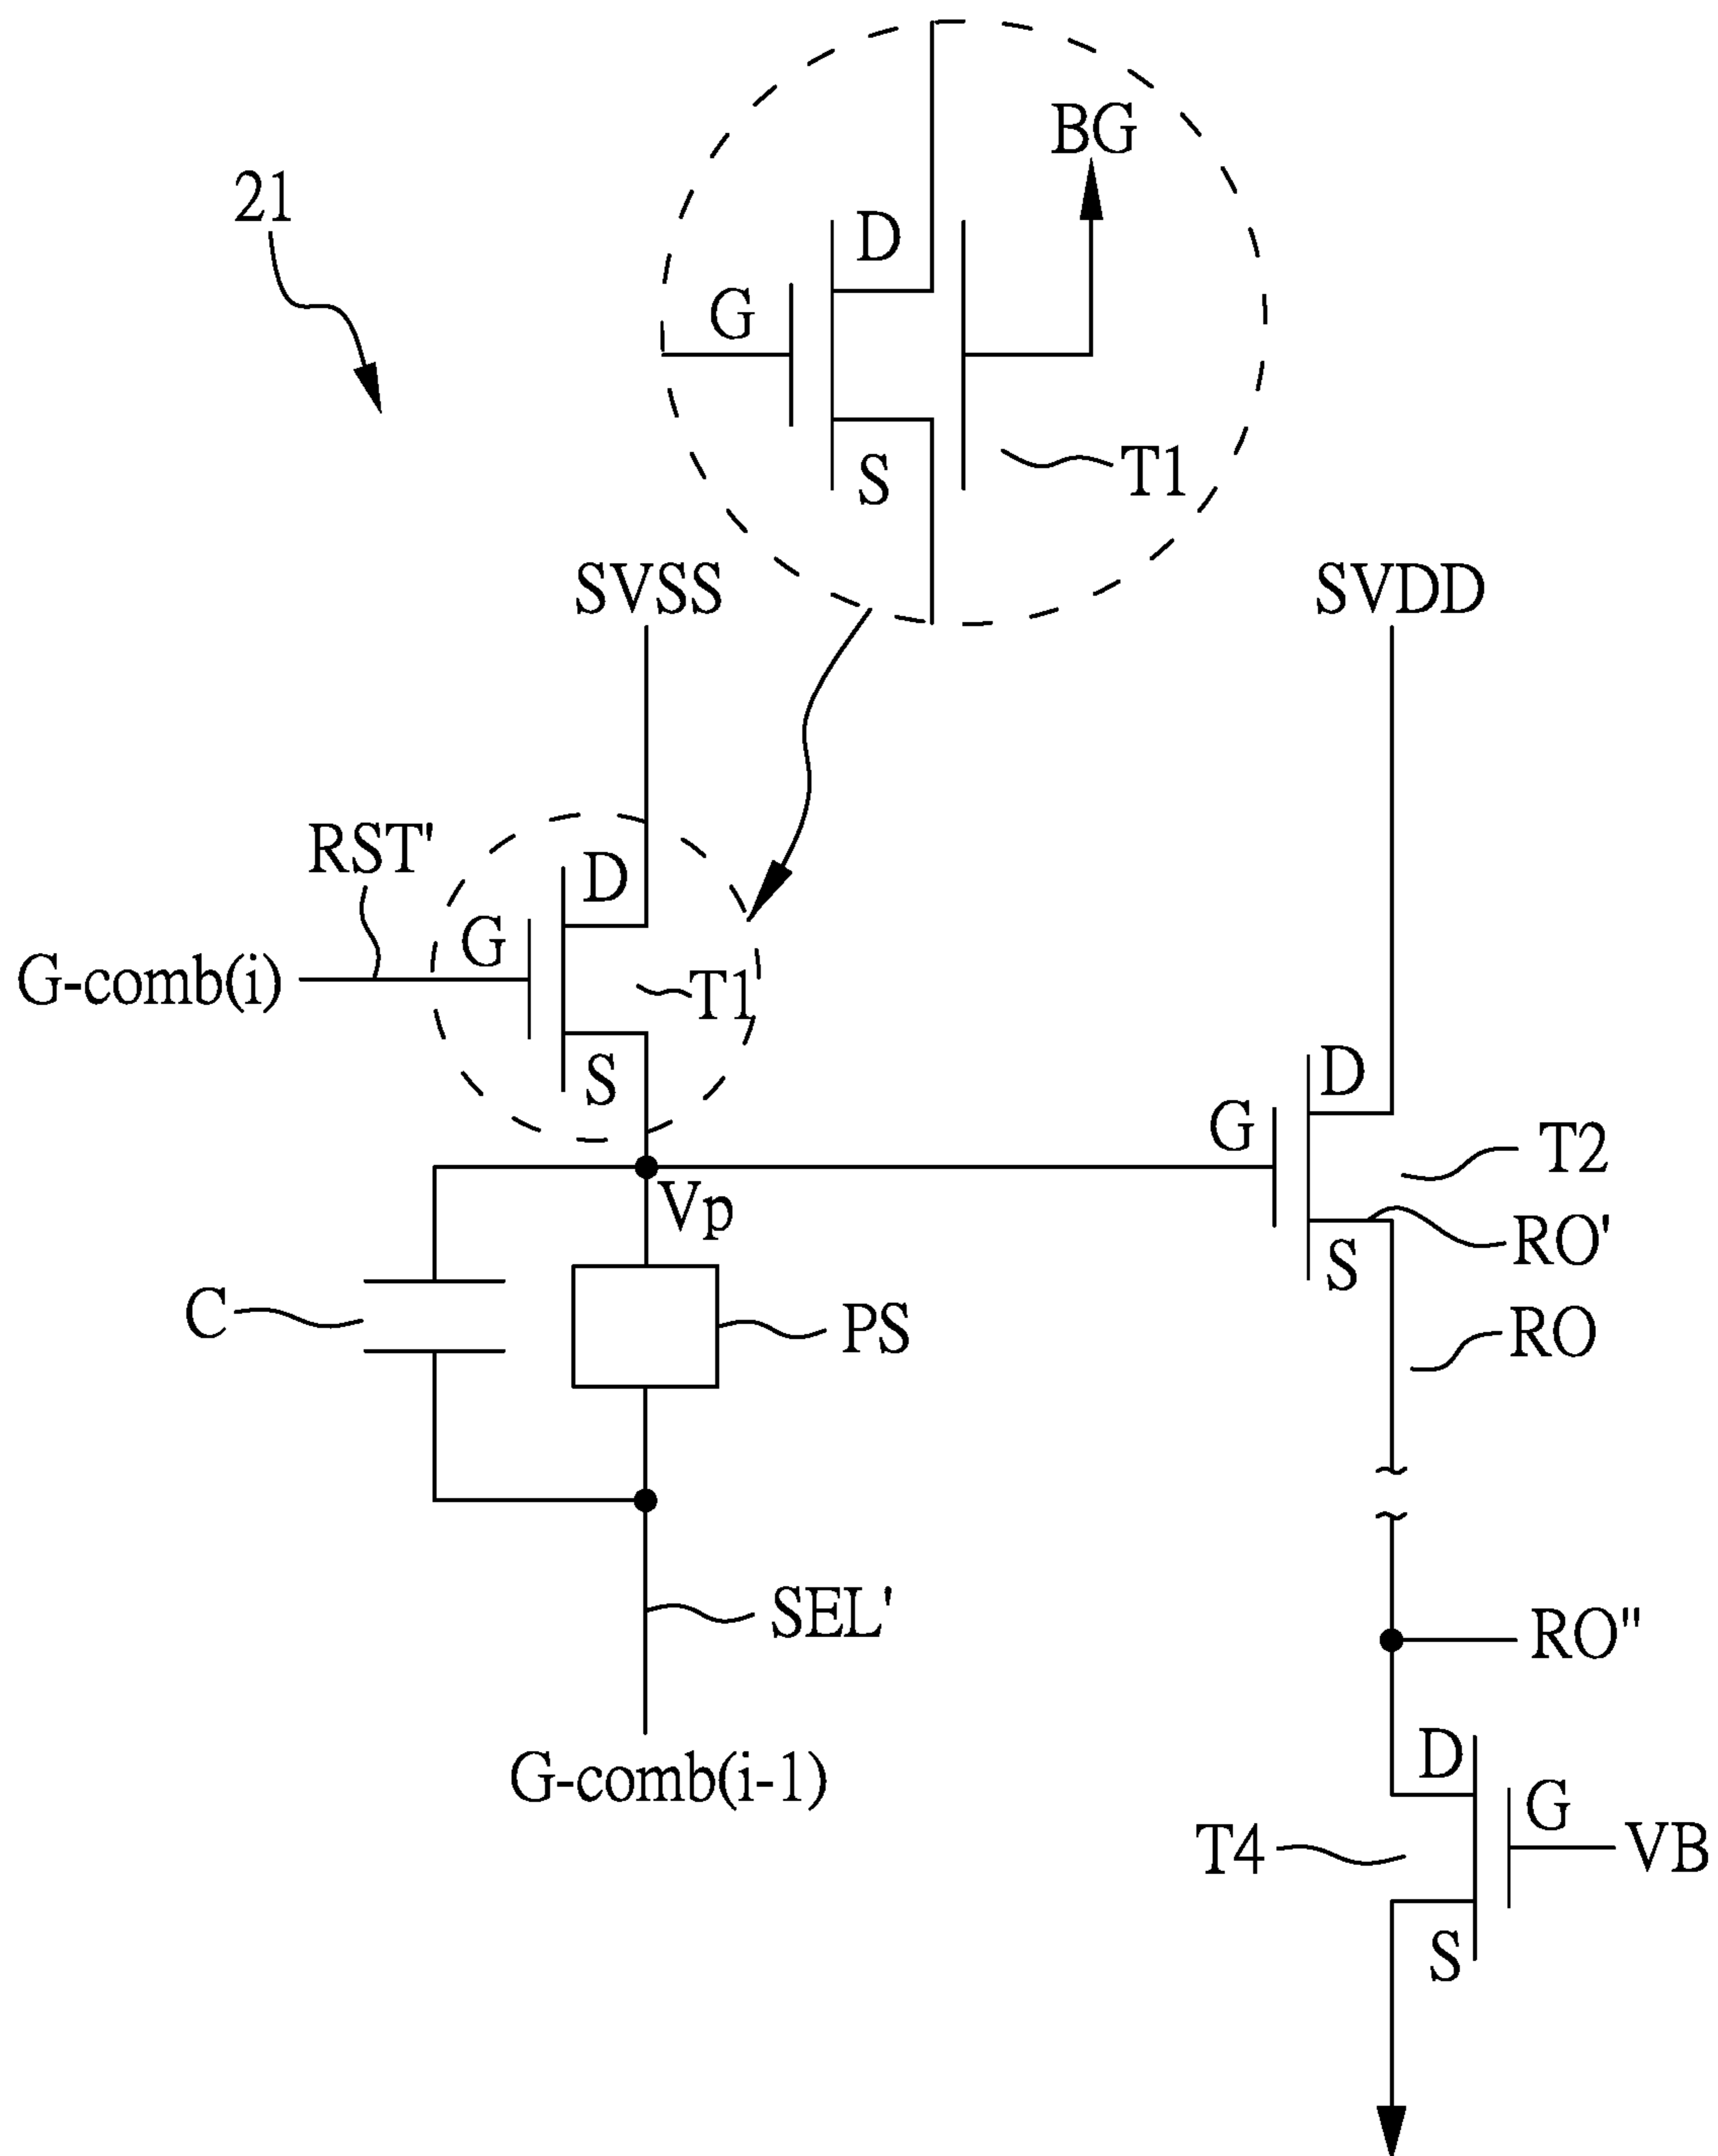 BG
21
D
G
T1
S
SVSS
SVDD
RST'
D
G
G-comb(i)
T1
S
D
G
T2
Vp
RO'
S
C
PS
RO
SEL'
RO"
D
G-comb(i-1)
G
T4
VB
S